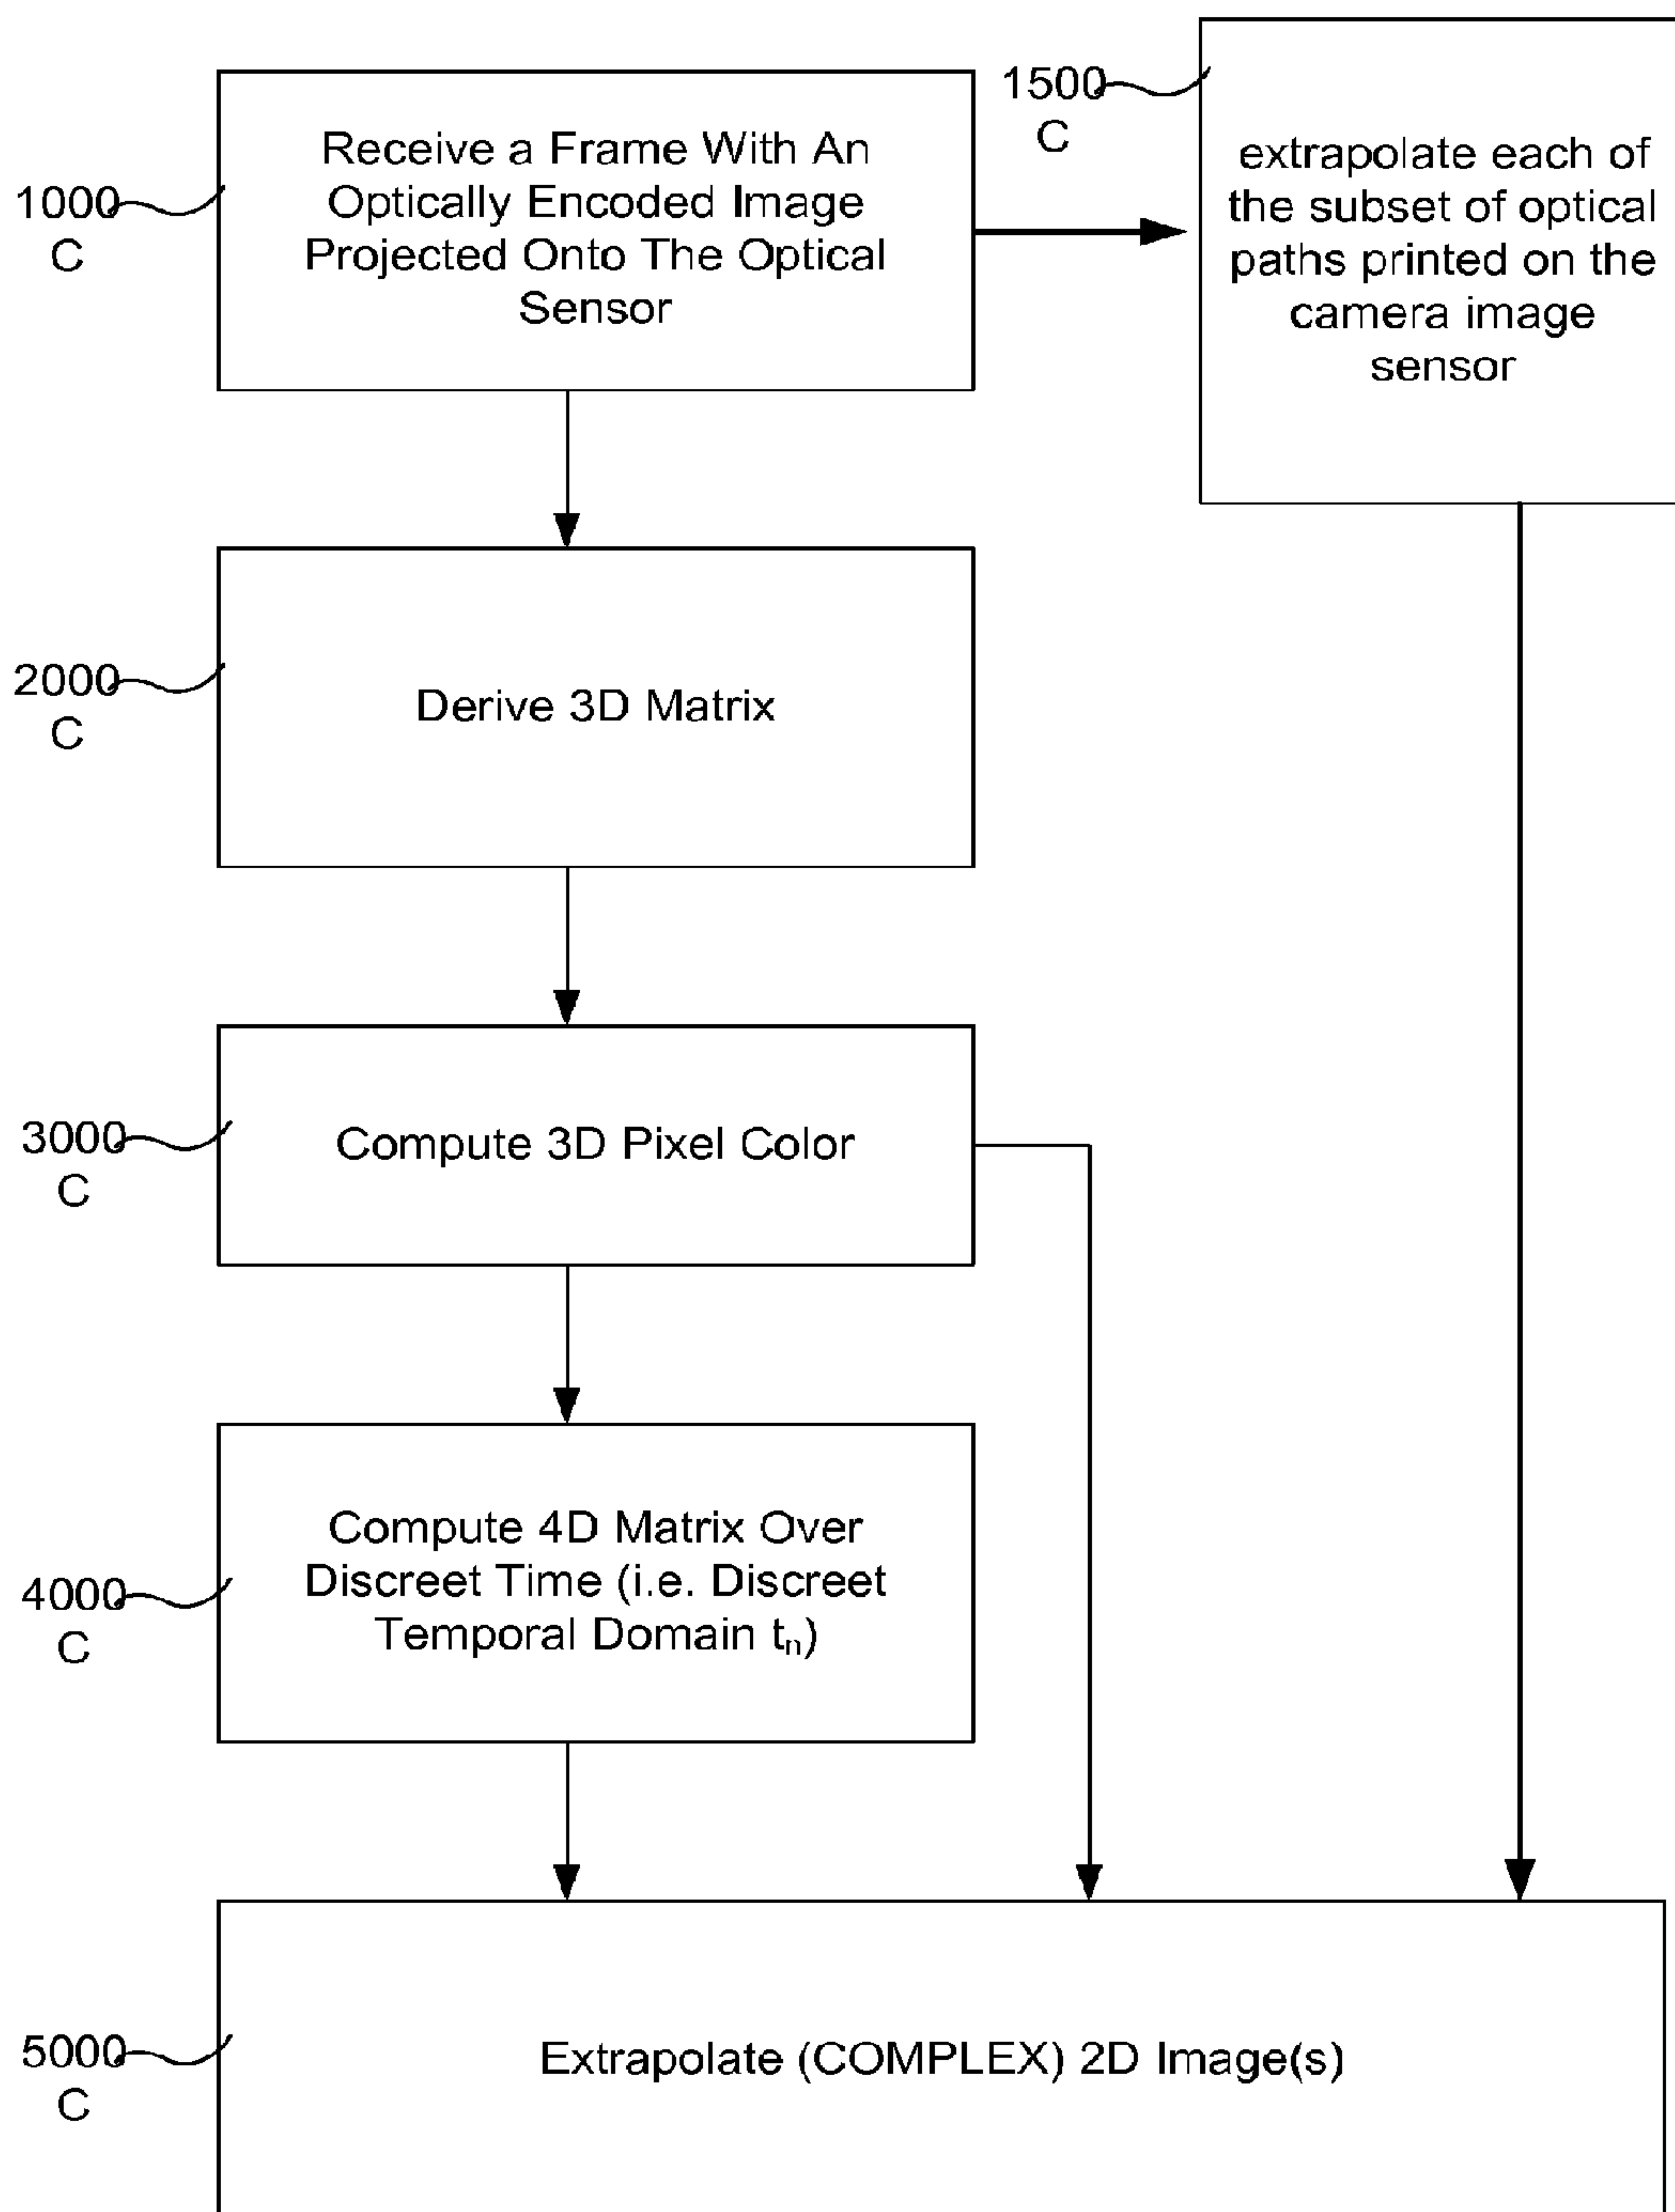 1000
C
Receive a Frame With An
Optically Encoded Image
Projected Onto The Optical
Sensor
1500
C
extrapolate each of
the subset of optical
paths printed on the
camera image
sensor
2000
C
Derive 3D Matrix
3000
C
Compute 3D Pixel Color
4000
C
Compute 4D Matrix Over
Discreet Time (i.e. Discreet
Temporal Domain tn)
5000
C
Extrapolate (COMPLEX) 2D Image(s)